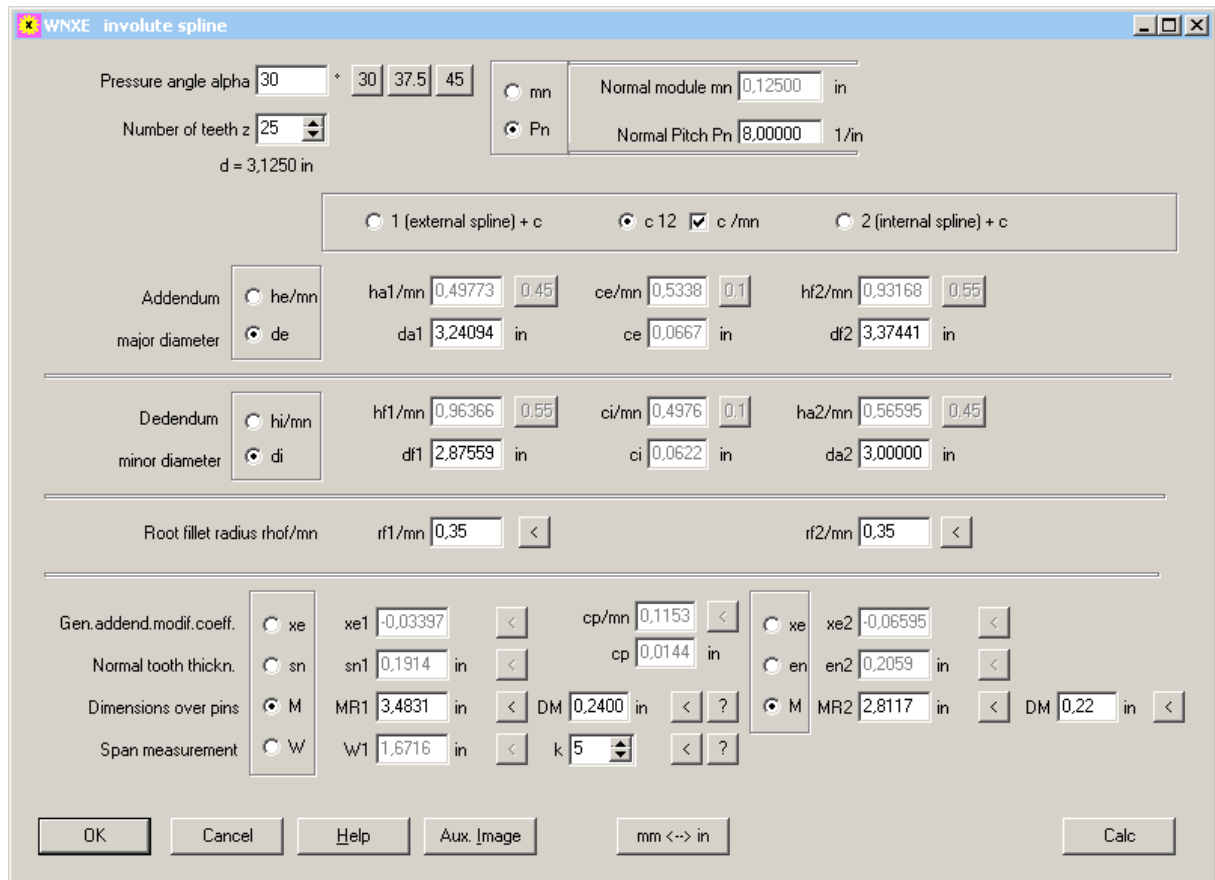 WNXE involute spline
Pressure angle alpha 30 ° 30 37.5 45
mn Normal module mn 0,12500 in
Number of teeth z 25
Pn Normal Pitch Pn 8,00000 1/in
d = 3,1250 in
1 (external spline) + c c 12 c /mn 2 (internal spline) + c
Addendum he/mn ha1/mn 0,49773 0.45 ce/mn 0,5338 0.1 hf2/mn 0,93168 0.55
major diameter de da1 3,24094 in ce 0,0667 in df2 3,37441 in
Dedendum hi/mn hf1/mn 0,96366 0.55 ci/mn 0,4976 0.1 ha2/mn 0,56595 0.45
minor diameter di df1 2,87559 in ci 0,0622 in da2 3,00000 in
Root fillet radius rhof/mn rf1/mn 0,35 < rf2/mn 0,35 <
Gen.addend.modif.coeff. xe xe1 -0,03397 < cp/mn 0,1153 < xe xe2 -0,06595 <
Normal tooth thickn. sn sn1 0,1914 in < cp 0,0144 in en en2 0,2059 in <
Dimensions over pins M MR1 3,4831 in < DM 0,2400 in < ? M MR2 2,8117 in < DM 0,22 in <
Span measurement W W1 1,6716 in < k 5 < ?
OK Cancel Help Aux. Image mm <--> in Calc